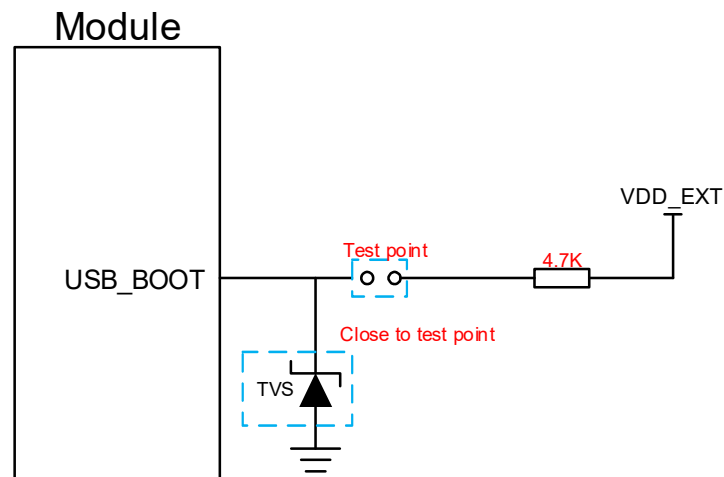 Module
VDD_EXT
Test point
4.7K
USB_BOOT
Close to test point
TVS